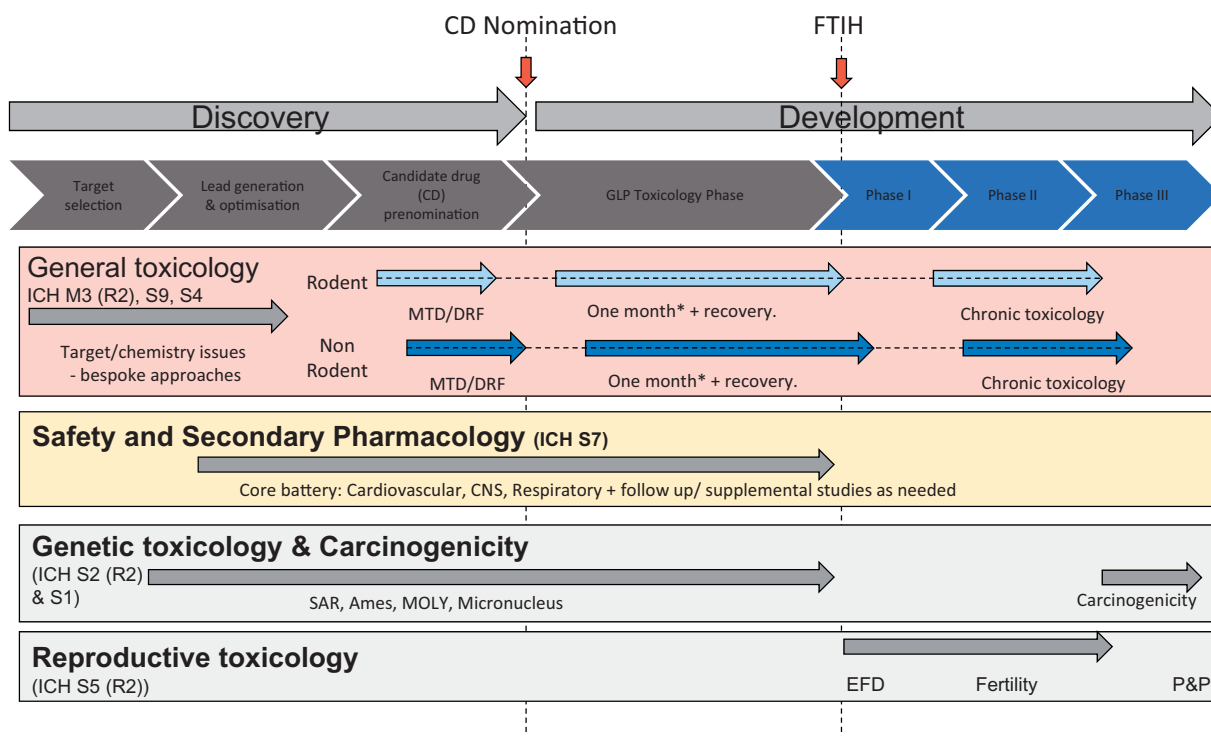 CD Nomination
FTIH
Discovery
Development
Target
selection
Lead generation
& optimisation
Candidate drug
(CD)
prenomination
GLP Toxicology Phase
Phase I
Phase II
Phase III
General toxicology
ICH M3 (R2), S9, S4
Target/chemistry issues
- bespoke approaches
Rodent
MTD/DRF
One month* + recovery.
Chronic toxicology
Non
Rodent
MTD/DRF
One month* + recovery.
Chronic toxicology
Safety and Secondary Pharmacology (ICH S7)
Core battery: Cardiovascular, CNS, Respiratory + follow up/ supplemental studies as needed
Genetic toxicology & Carcinogenicity
(ICH S2 (R2)
& S1)
SAR, Ames, MOLY, Micronucleus
Carcinogenicity
Reproductive toxicology
(ICH S5 (R2))
EFD
Fertility
P&P